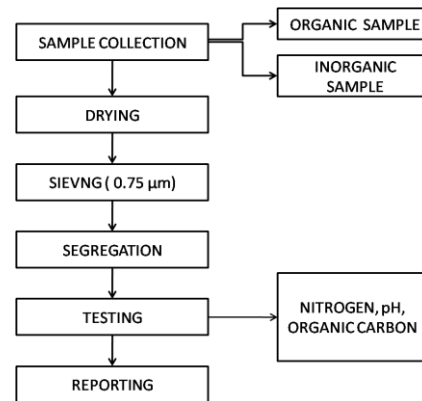 SAMPLE COLLECTION
ORGANIC SAMPLE
INORGANIC
SAMPLE
DRYING
SIEVNG ( 0.75 µm)
SEGREGATION
TESTING
NITROGEN, pH,
ORGANIC CARBON
REPORTING